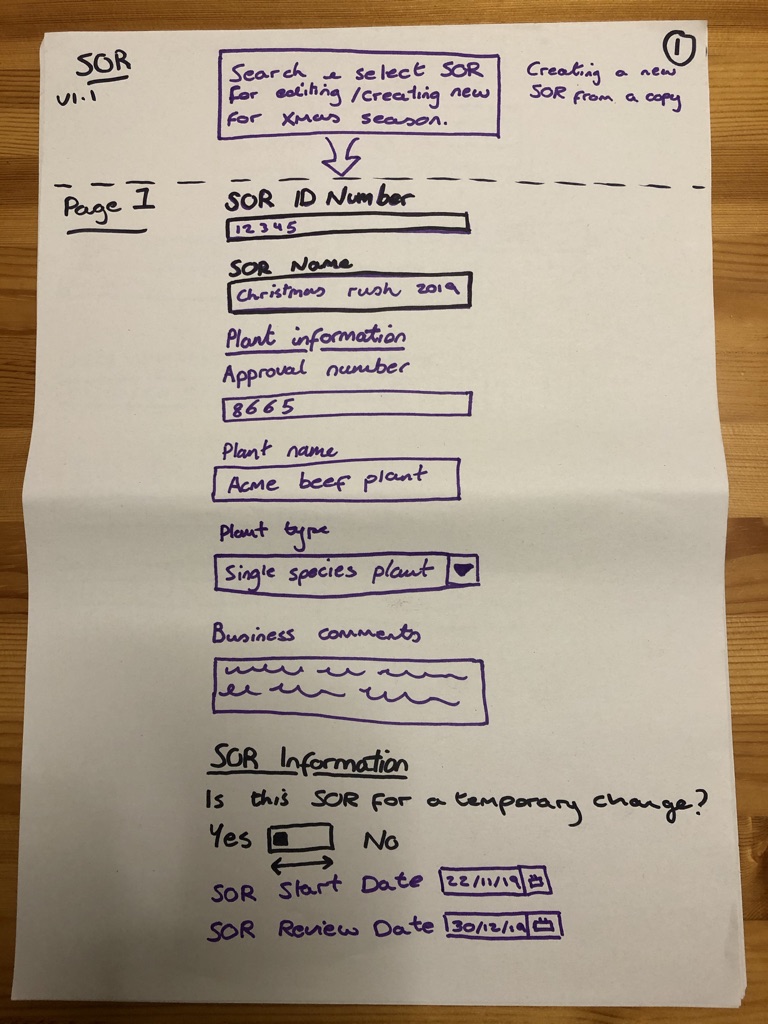 SOR
V1.1
Search & select SOR
for editing/creating new
for Xmas season.
Creating a new
SOR from a copy
1
Page 1
SOR ID Number
12345
SOR Name
Christmas rush 2019
Plant information
Approval number
8665
Plant name
Acme beef plant
Plant type
Single species plant
Business comments
SOR Information
Is this SOR for a temporary change?
Yes No
SOR Start Date 22/11/19
SOR Review Date 30/12/19